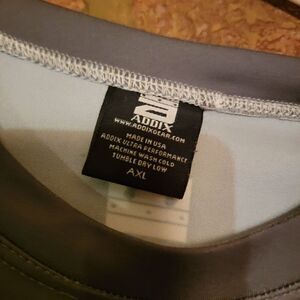 ADDIX
WWW.ADDIXGEAR.COM
MADE IN USA
ADDIX ULTRA PERFORMANCE
MACHINE WASH COLD
TUMBLE DRY LOW
AXL